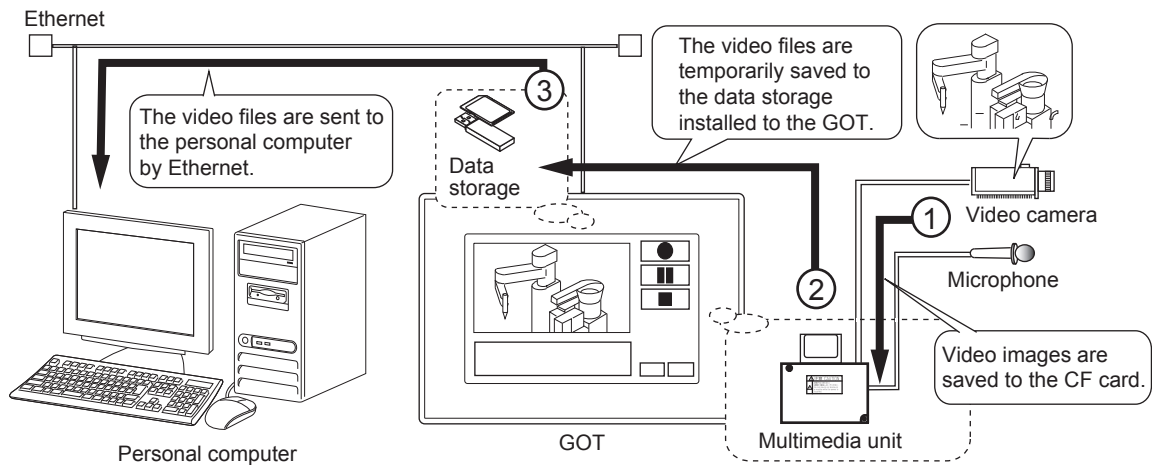 Ethernet
The video files are sent to
the personal computer
by Ethernet.
3
Data
storage
The video files are
temporarily saved to
the data storage
installed to the GOT.
1
Video camera
2
Microphone
Video images are
saved to the CF card.
Personal computer
GOT
Multimedia unit